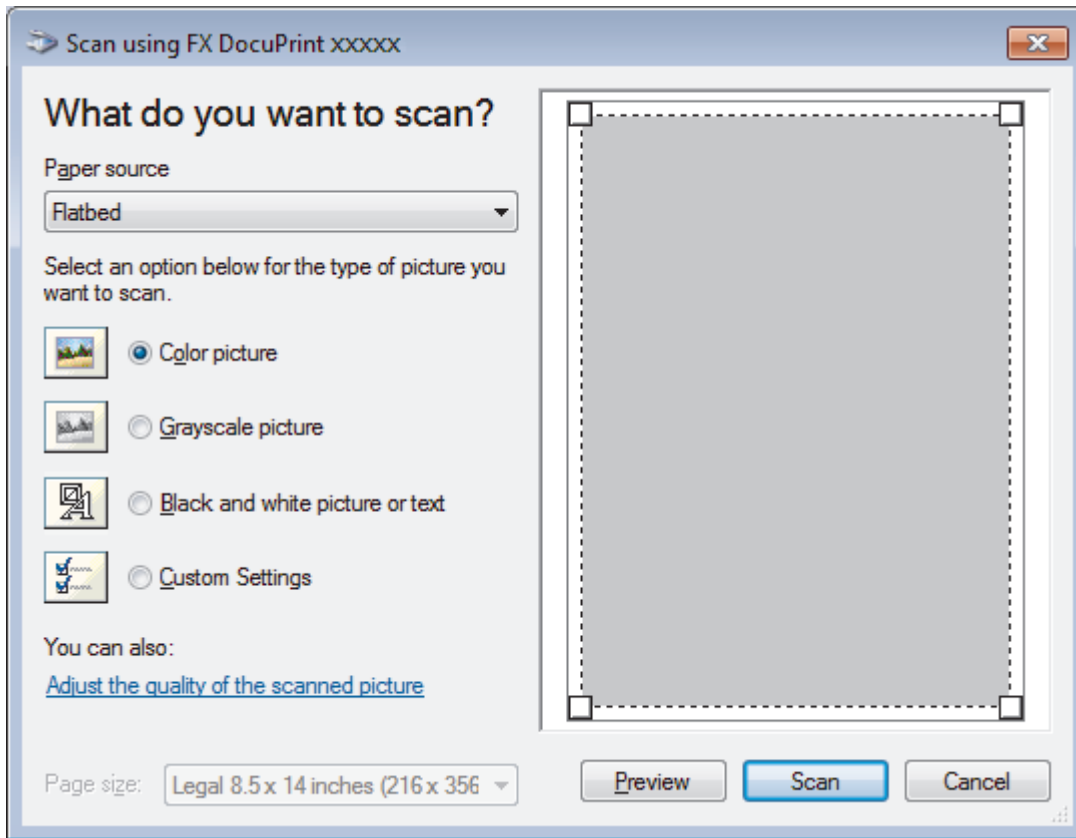 Scan using FX DocuPrint xxxxx
What do you want to scan?
Paper source
Flatbed
Select an option below for the type of picture you
want to scan.
Color picture
Grayscale picture
Black and white picture or text
Custom Settings
You can also:
Adjust the quality of the scanned picture
Page size: Legal 8.5 x 14 inches (216 x 356
Preview Scan Cancel